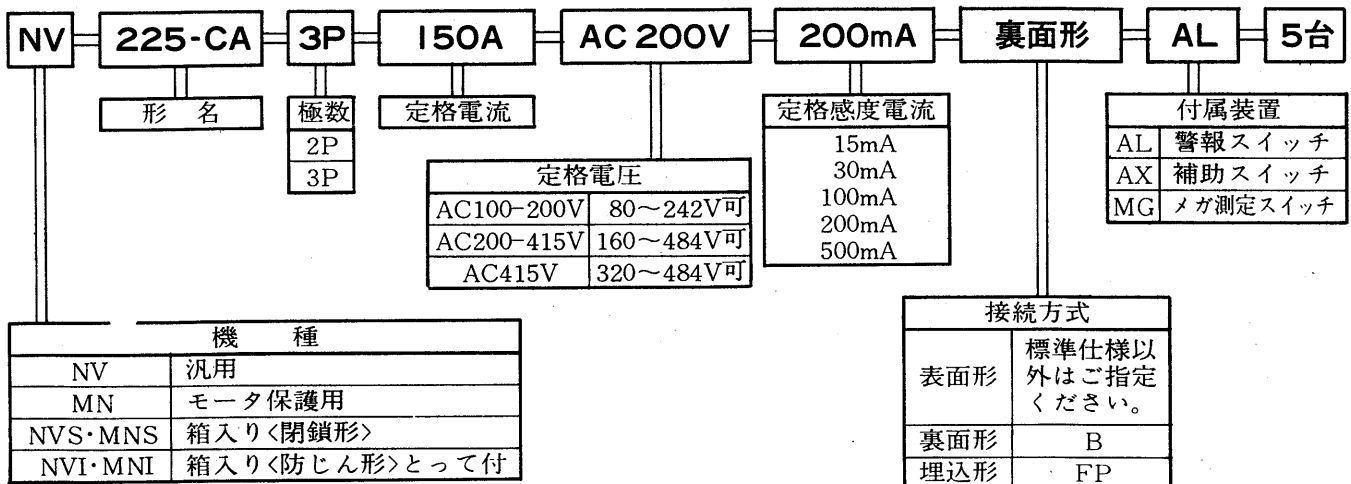 NV 225-CA 3P 150A AC 200V 200mA 裏面形 AL 5台
形 名
極数
2P
3P
定格電流
定格電圧
AC100-200V 80〜242V可
AC200-415V 160〜484V可
AC415V 320〜484V可
定格感度電流
15mA
30mA
100mA
200mA
500mA
付属装置
AL 警報スイッチ
AX 補助スイッチ
MG メガ測定スイッチ
機 種
NV 汎用
MN モータ保護用
NVS・MNS 箱入り<閉鎖形>
NVI・MNI 箱入り<防じん形>とって付
接続方式
表面形 標準仕様以
外はご指定
ください。
裏面形 B
埋込形 FP